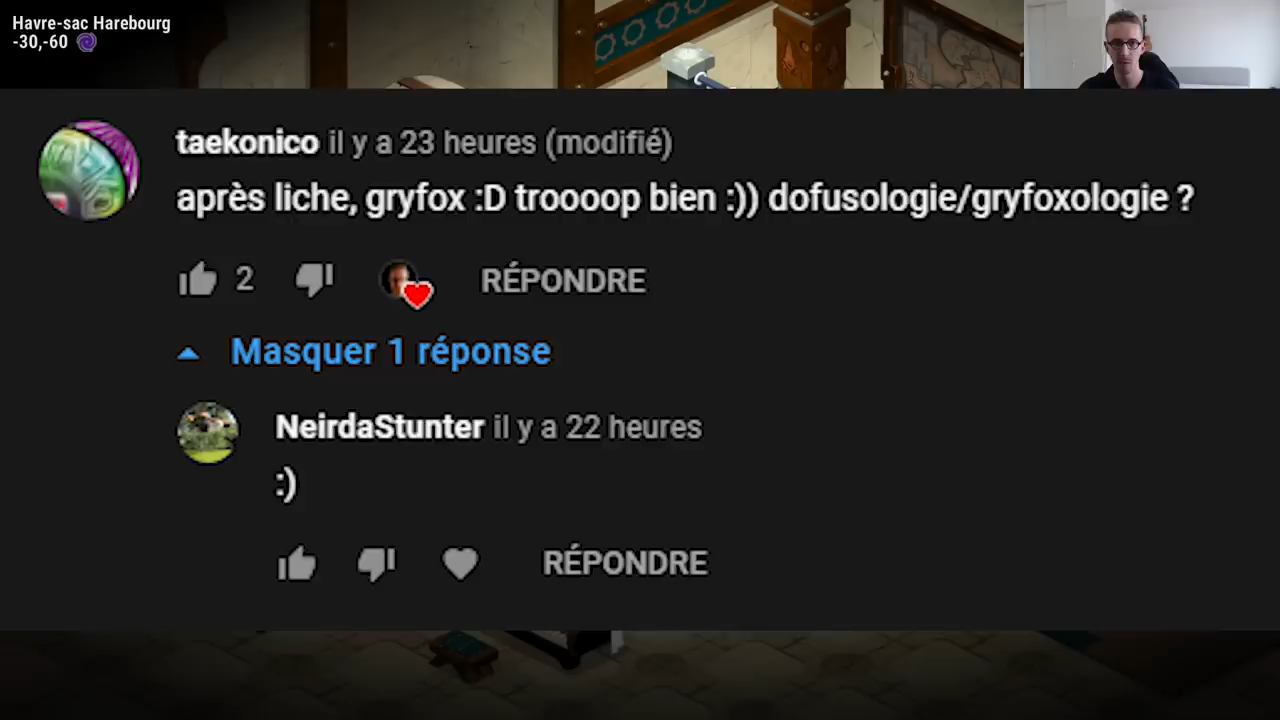 Havre-sac Harebourg
-30,-60
taekonico il y a 23 heures (modifié)
après liche, gryfox :D troooop bien :)) dofusologie/gryfoxologie ?
2 RÉPONDRE
Masquer 1 réponse
NeirdaStunter il y a 22 heures
:)
RÉPONDRE